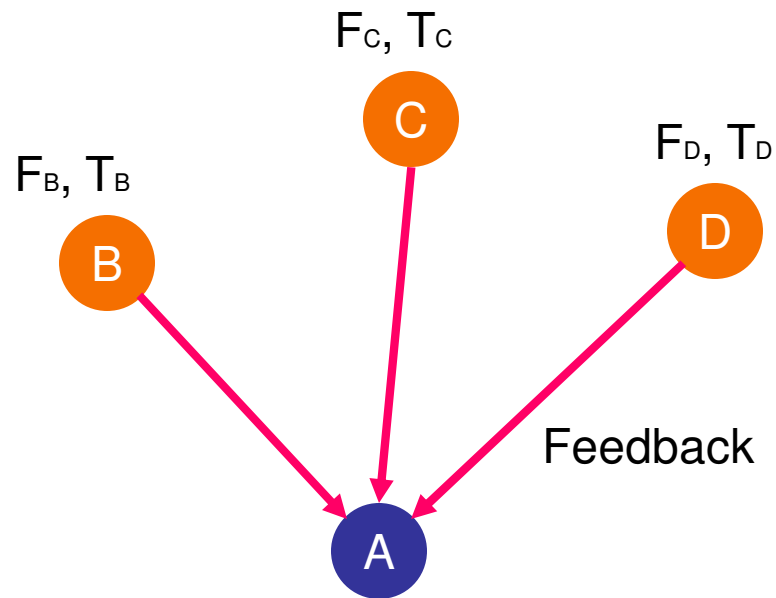 FC, TC
C
FD, TD
FB, TB
D
B
Feedback
A